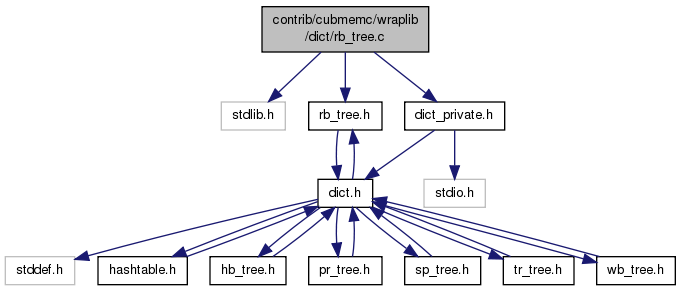 contrib/cubmemc/wraplib
/dict/rb_tree.c
stdlib.h
rb_tree.h
dict_private.h
dict.h
stdio.h
stddef.h
hashtable.h
hb_tree.h
pr_tree.h
sp_tree.h
tr_tree.h
wb_tree.h